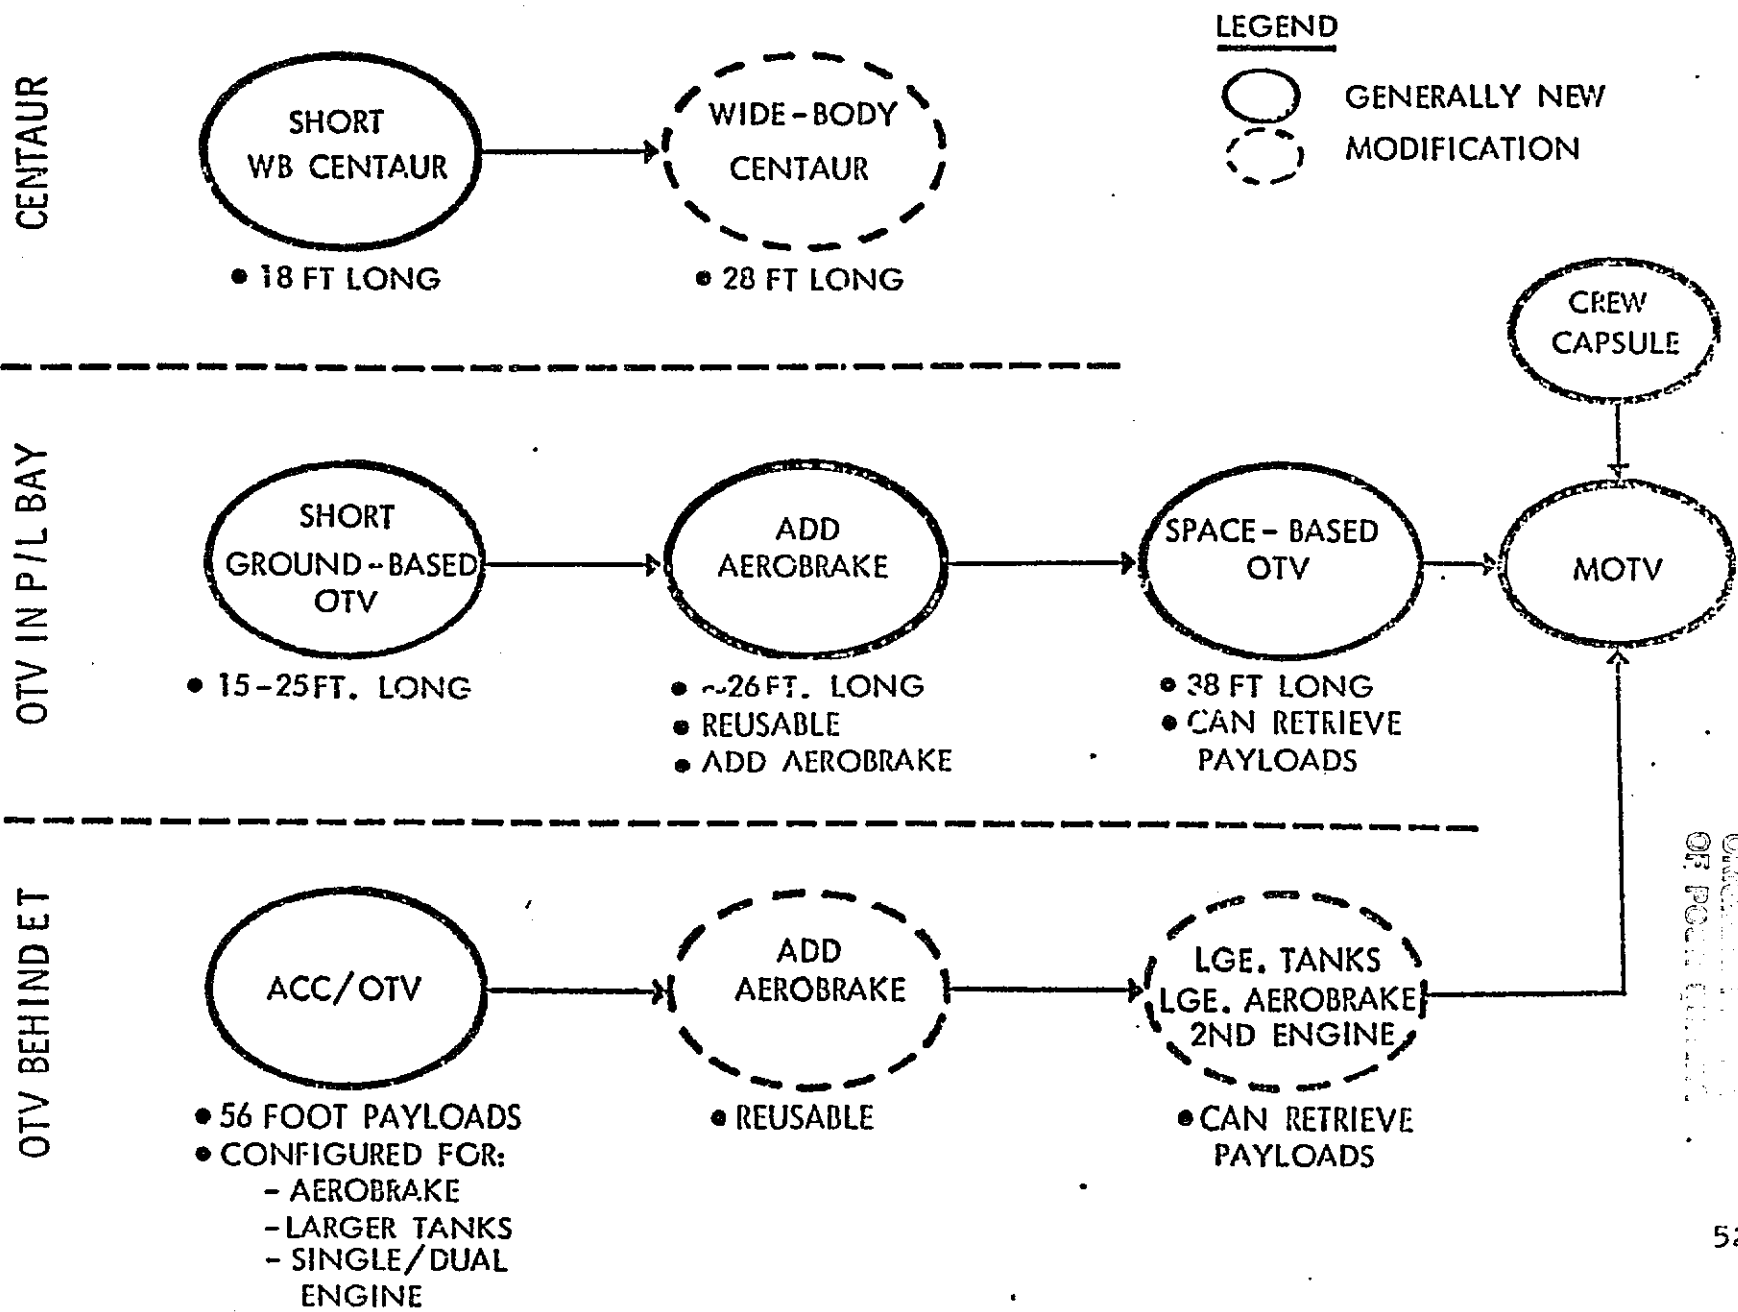 LEGEND
GENERALLY NEW
MODIFICATION
CENTAUR
SHORT
WB CENTAUR
• 18 FT LONG
WIDE-BODY
CENTAUR
• 28 FT LONG
CREW
CAPSULE
OTV IN P/L BAY
SHORT
GROUND-BASED
OTV
• 15-25FT. LONG
ADD
AEROBRAKE
• ~26FT. LONG
• REUSABLE
• ADD AEROBRAKE
SPACE-BASED
OTV
• 38 FT LONG
• CAN RETRIEVE
PAYLOADS
MOTV
OTV BEHIND ET
ACC/OTV
• 56 FOOT PAYLOADS
• CONFIGURED FOR:
- AEROBRAKE
- LARGER TANKS
- SINGLE/DUAL
ENGINE
ADD
AEROBRAKE
• REUSABLE
LGE. TANKS
LGE. AEROBRAKE
2ND ENGINE
• CAN RETRIEVE
PAYLOADS
OF POOR